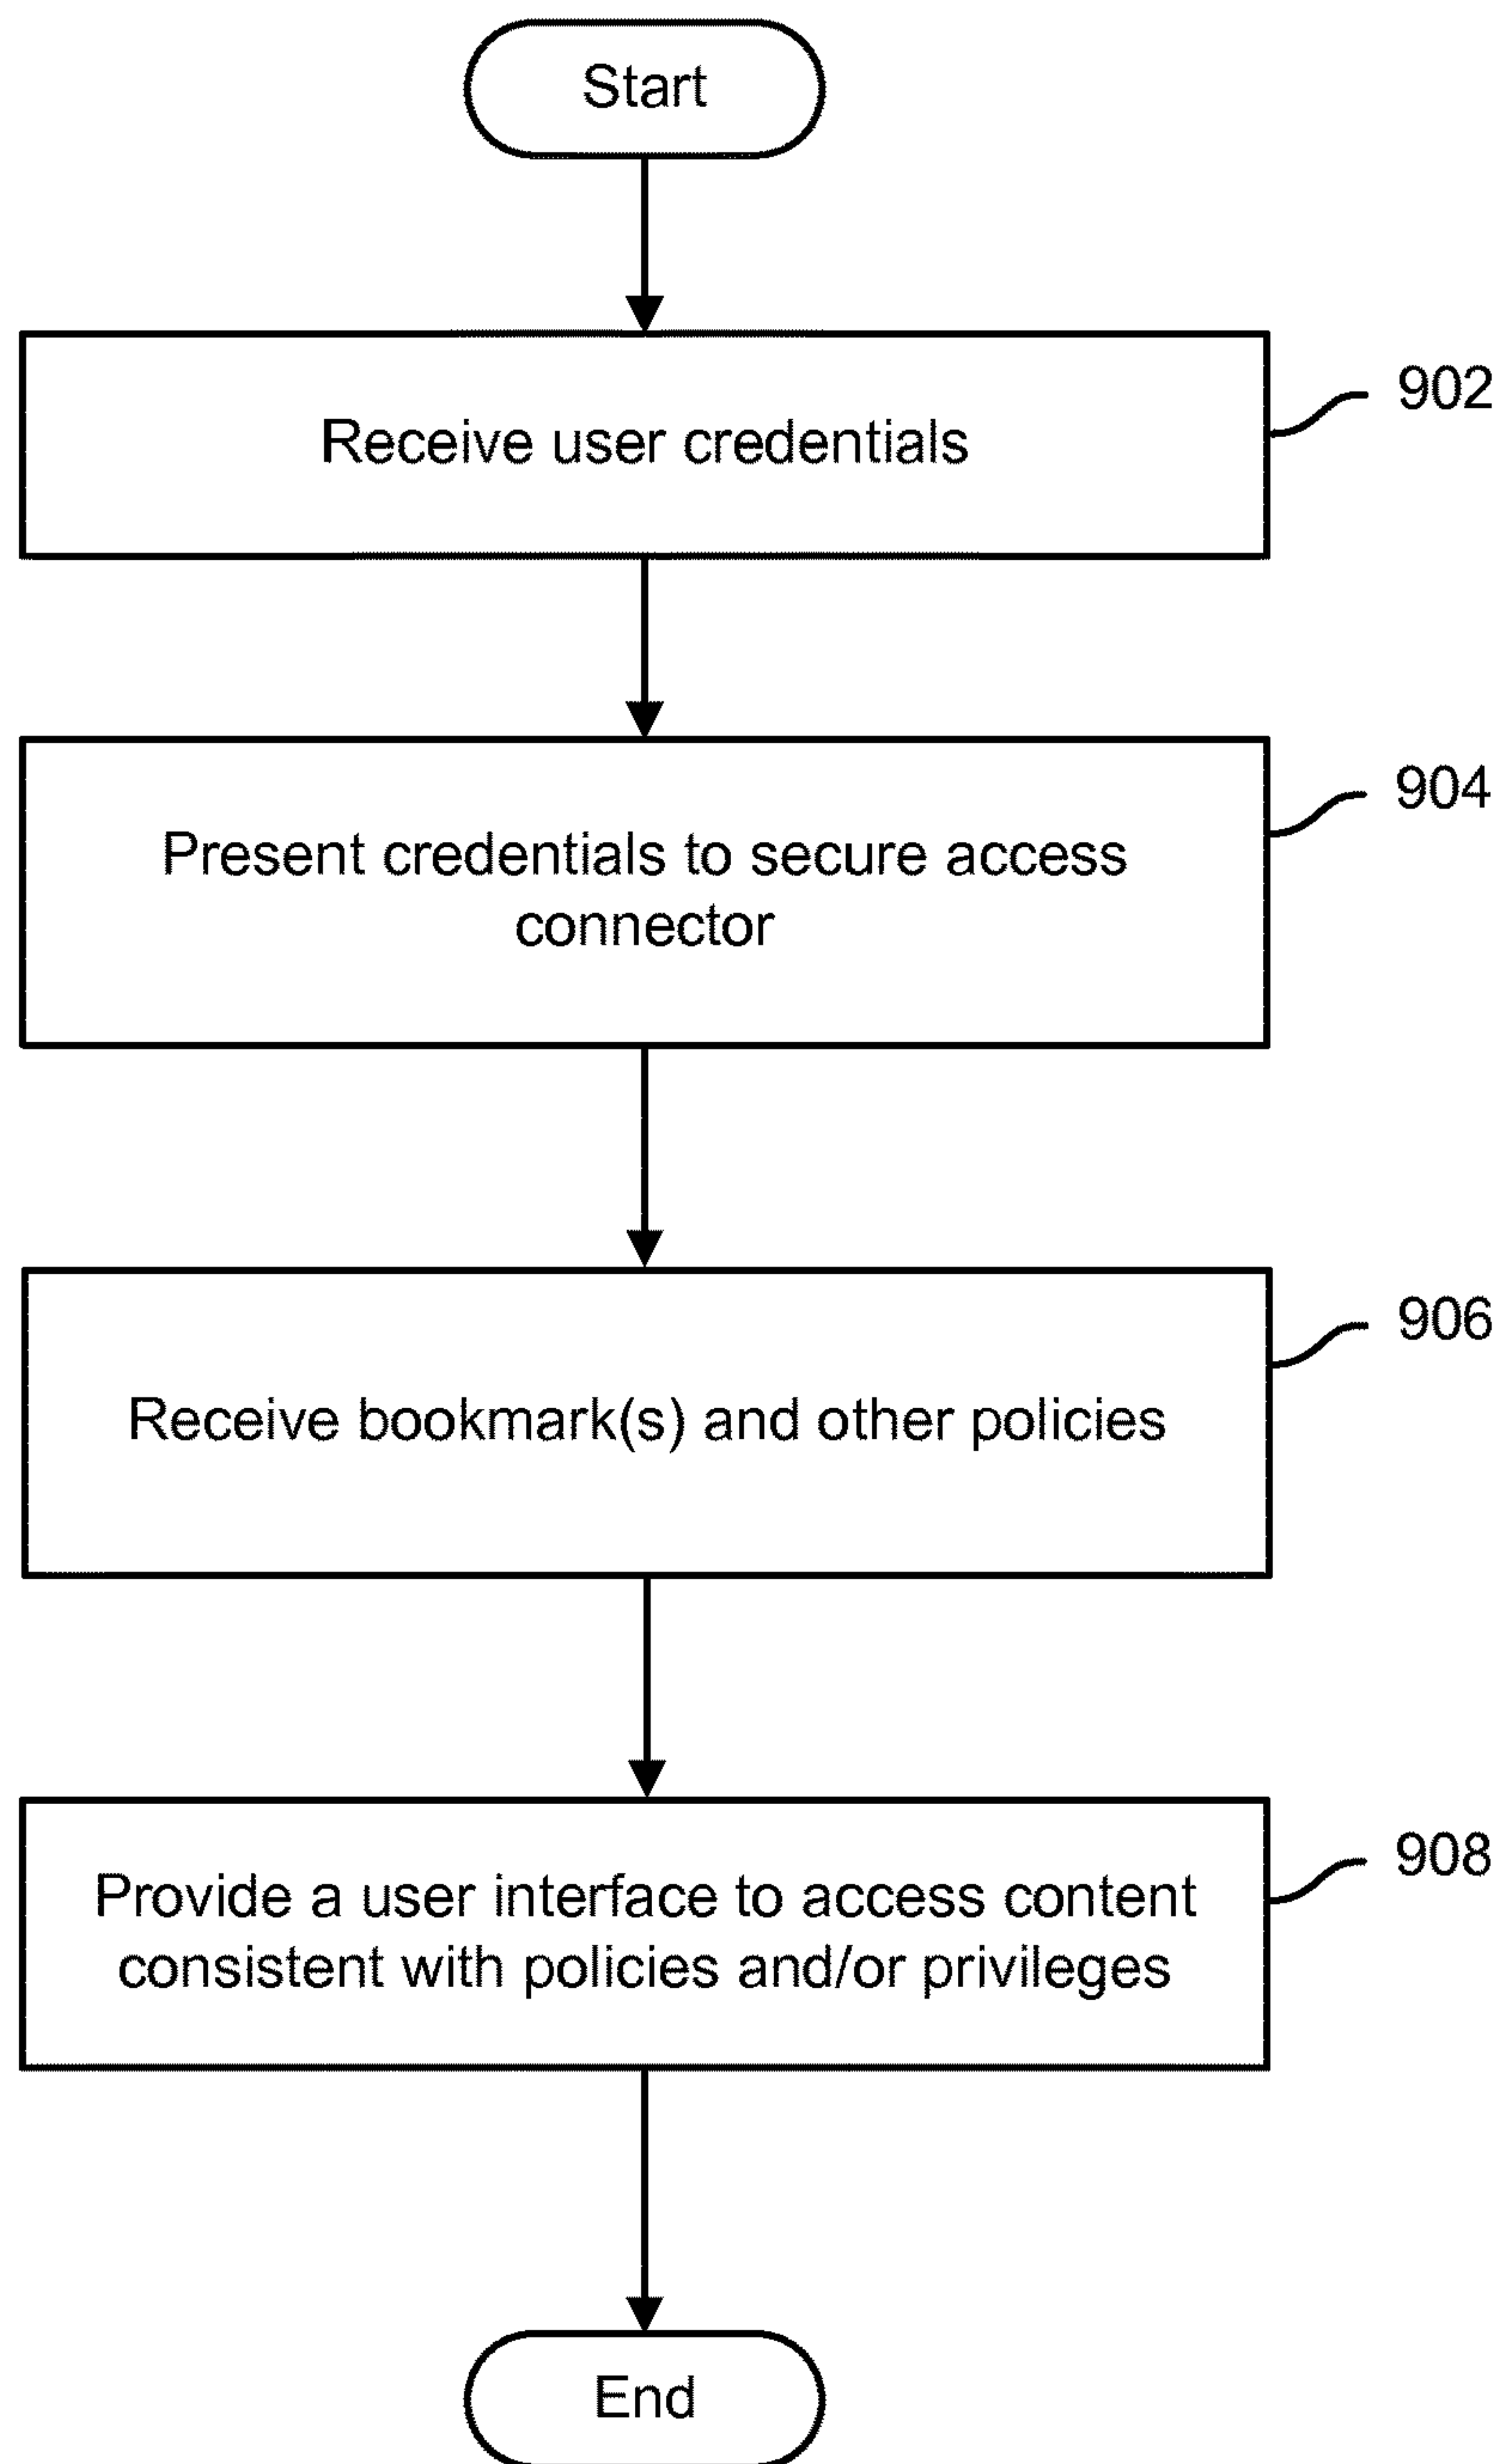 Start
Receive user credentials
902
Present credentials to secure access
connector
904
Receive bookmark(s) and other policies
906
Provide a user interface to access content
consistent with policies and/or privileges
908
End